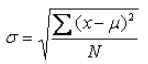 σ = √(∑(x − μ)² / N)